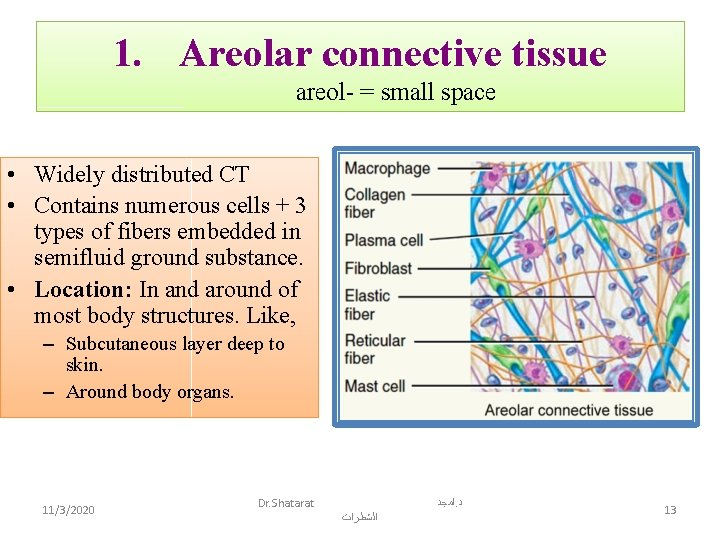 1. Areolar connective tissue
areol- = small space
• Widely distributed CT
• Contains numerous cells + 3
types of fibers embedded in
semifluid ground substance.
• Location: In and around of
most body structures. Like,
– Subcutaneous layer deep to
skin.
– Around body organs.
Macrophage
Collagen
fiber
Plasma cell
Fibroblast
Elastic
fiber
Reticular
fiber
Mast cell
Areolar connective tissue
11/3/2020
Dr.Shatarat
د.امجد
الشطرات
13